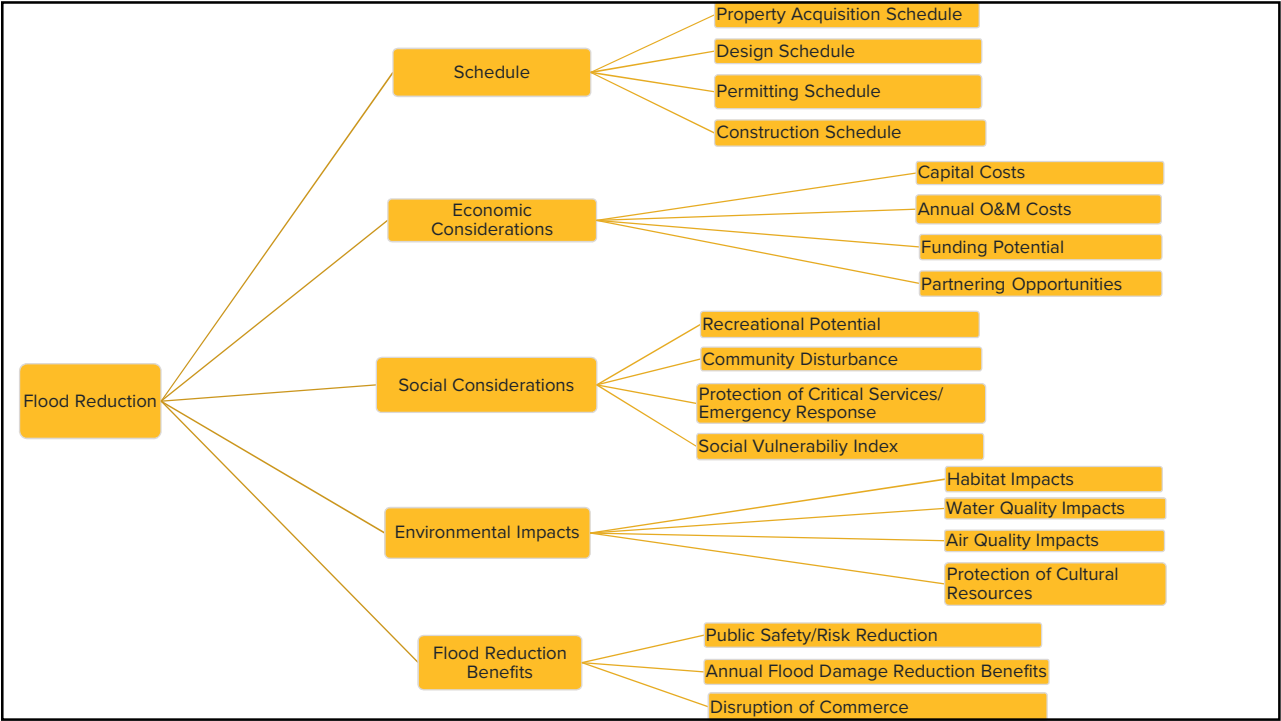 Property Acquisition Schedule
Design Schedule
Schedule
Permitting Schedule
Construction Schedule
Capital Costs
Economic
Considerations
Annual O&M Costs
Funding Potential
Partnering Opportunities
Recreational Potential
Community Disturbance
Social Considerations
Protection of Critical Services/
Emergency Response
Flood Reduction
Social Vulnerabiliy Index
Habitat Impacts
Water Quality Impacts
Environmental Impacts
Air Quality Impacts
Protection of Cultural
Resources
Public Safety/Risk Reduction
Flood Reduction
Benefits
Annual Flood Damage Reduction Benefits
Disruption of Commerce